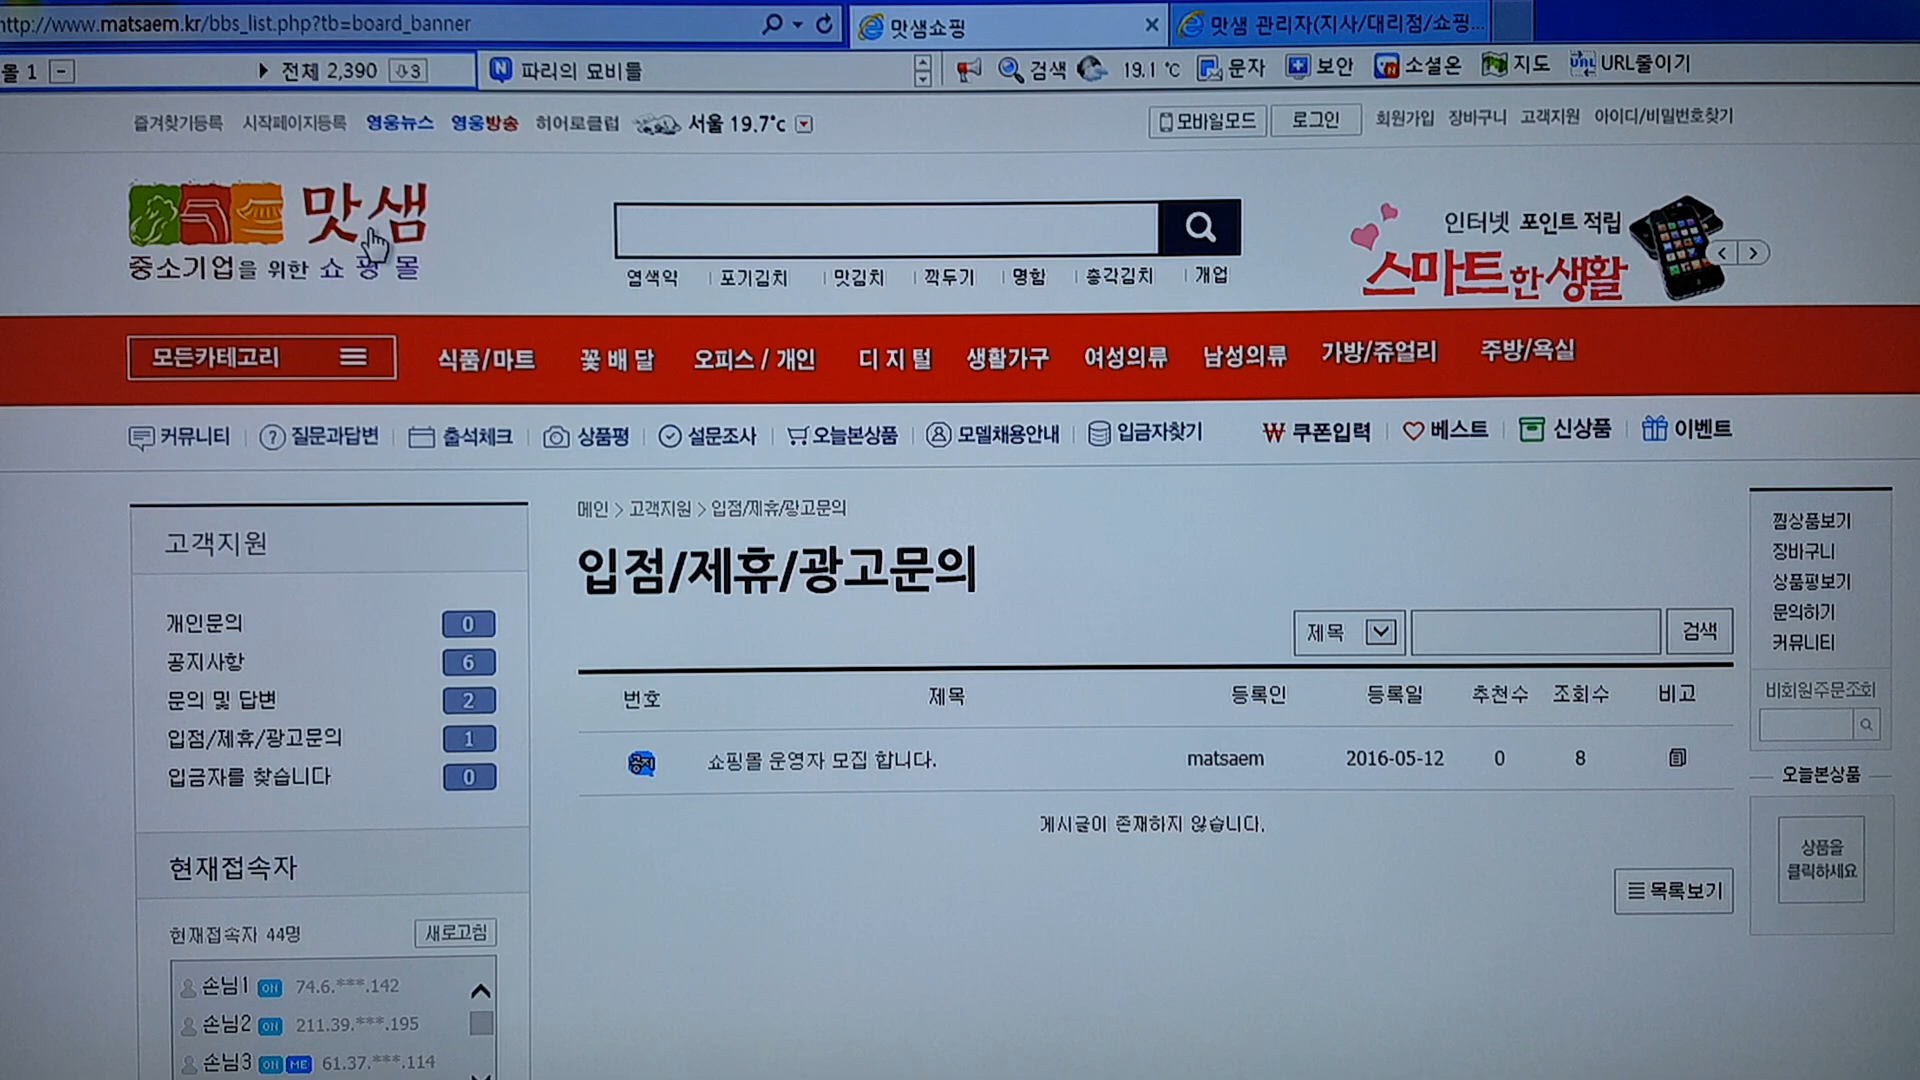 http://www.matsaem.kr/bbs_list.php?tb=board_banner
맛샘쇼핑
맛샘 관리자(지사/대리점/쇼핑...
몰 1
전체 2,390
3
N 파리의 묘비들
검색
19.1 ℃
문자
보안
소셜온
지도
URL줄이기
즐겨찾기등록 시작페이지등록 영웅뉴스 영웅방송 히어로클럽 서울 19.7℃
모바일모드
로그인
회원가입 장바구니 고객지원 아이디/비밀번호찾기
맛샘
중소기업을 위한 쇼핑몰
염색약 | 포기김치 | 맛김치 | 깍두기 | 명함 | 총각김치 | 개업
인터넷 포인트 적립
스마트한생활
모든카테고리
식품/마트 꽃 배 달 오피스 / 개인 디 지 털 생활가구 여성의류 남성의류 가방/쥬얼리 주방/욕실
커뮤니티 | 질문과답변 | 출석체크 | 상품평 | 설문조사 | 오늘본상품 | 모델채용안내 | 입금자찾기
쿠폰입력 | 베스트 | 신상품 | 이벤트
고객지원
개인문의 0
공지사항 6
문의 및 답변 2
입점/제휴/광고문의 1
입금자를 찾습니다 0
현재접속자
현재접속자 44명 새로고침
손님1 ON 74.6.***.142
손님2 ON 211.39.***.195
손님3 ON ME 61.37.***.114
메인 > 고객지원 > 입점/제휴/광고문의
입점/제휴/광고문의
제목 검색
번호 제목 등록인 등록일 추천수 조회수 비고
공지 쇼핑몰 운영자 모집 합니다. matsaem 2016-05-12 0 8
게시글이 존재하지 않습니다.
목록보기
찜상품보기
장바구니
상품평보기
문의하기
커뮤니티
비회원주문조회
오늘본상품
상품을
클릭하세요